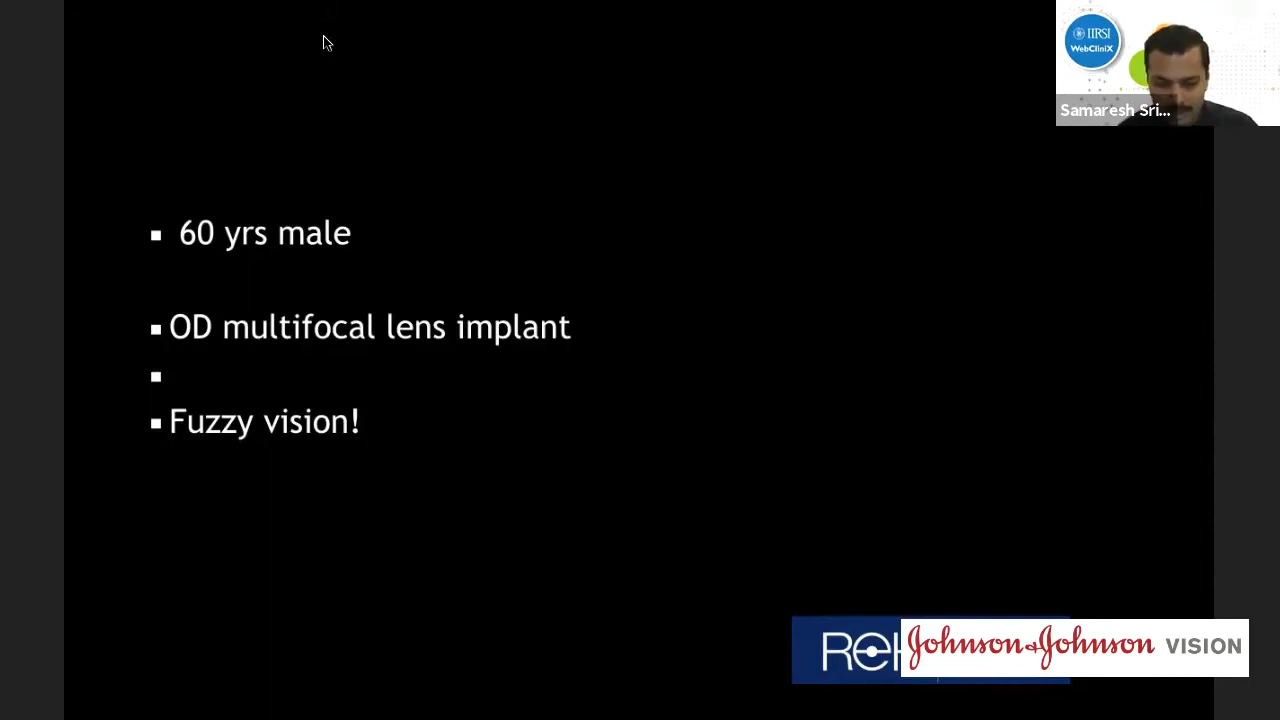 IIRSI
WebCliniX
Samaresh Sri...
60 yrs male
OD multifocal lens implant
Fuzzy vision!
Johnson & Johnson VISION